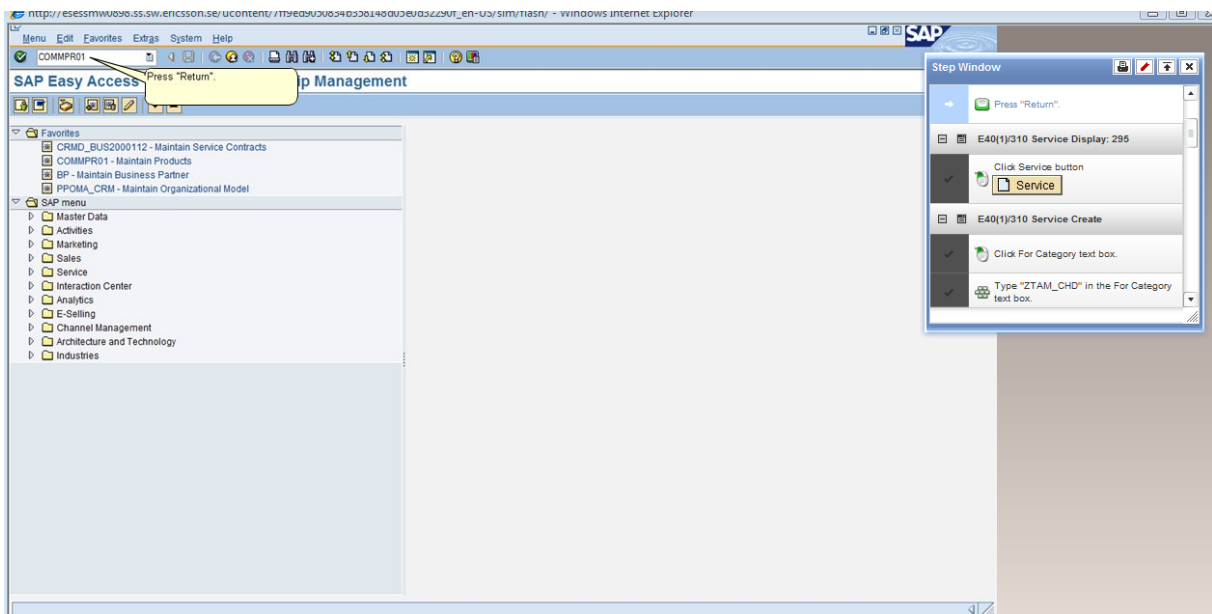 http://esessmw0898.ss.sw.ericsson.se/ucontent/7ff9ed9050834b358148d05e0d32290f_en-US/sim/flash/ - Windows Internet Explorer
Menu Edit Favorites Extras System Help
SAP
COMMPR01
Press "Return".
SAP Easy Access
ip Management
Favorites
CRMD_BUS2000112 - Maintain Service Contracts
COMMPR01 - Maintain Products
BP - Maintain Business Partner
PPOMA_CRM - Maintain Organizational Model
SAP menu
Master Data
Activities
Marketing
Sales
Service
Interaction Center
Analytics
E-Selling
Channel Management
Architecture and Technology
Industries
Step Window
Press "Return".
E40(1)/310 Service Display: 295
Click Service button
Service
E40(1)/310 Service Create
Click For Category text box.
Type "ZTAM_CHD" in the For Category
text box.